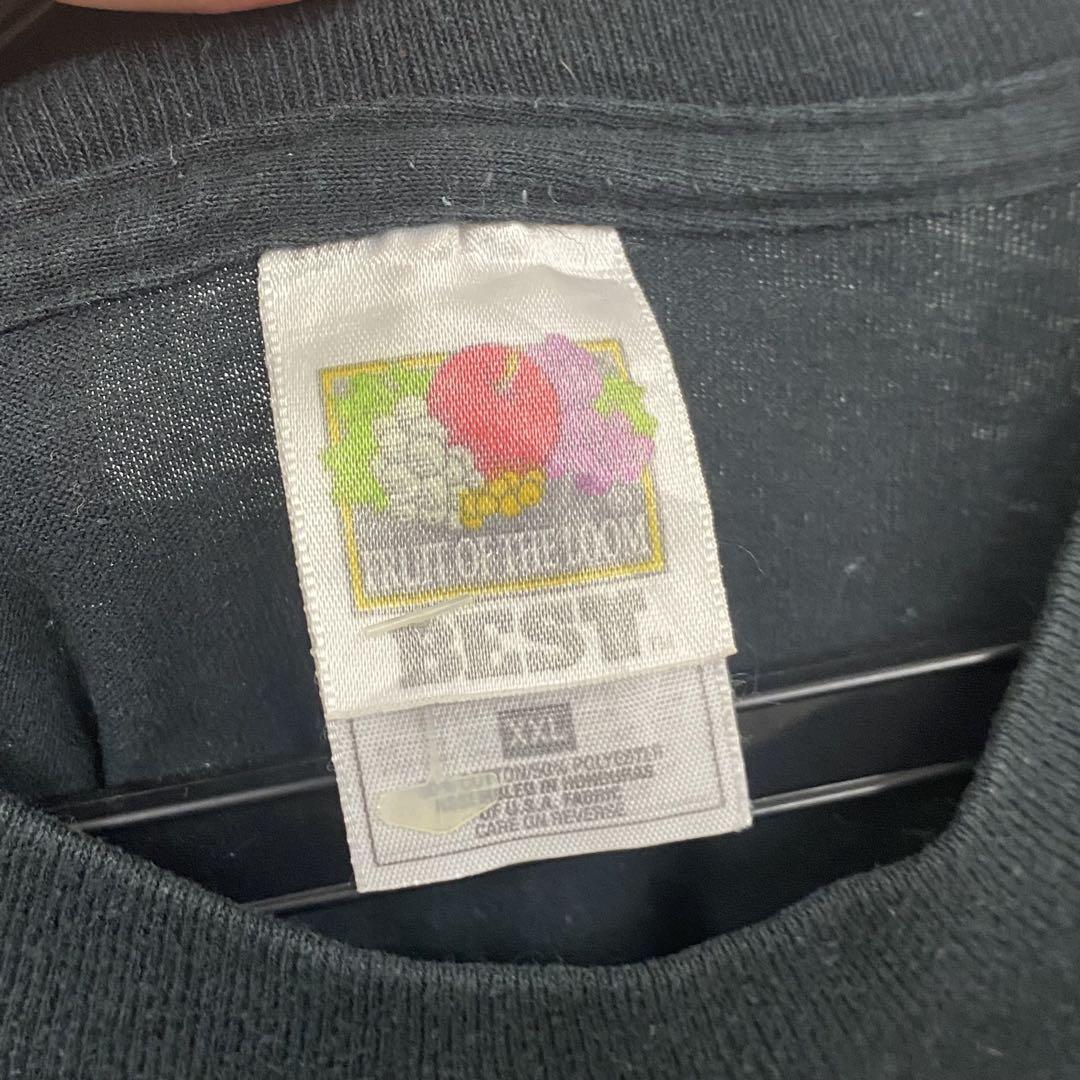 FRUIT OF THE LOOM
BEST
XXL
COTTON/50% POLYESTER
ASSEMBLED IN HONDURAS
OF U.S.A. FABRIC
CARE ON REVERSE